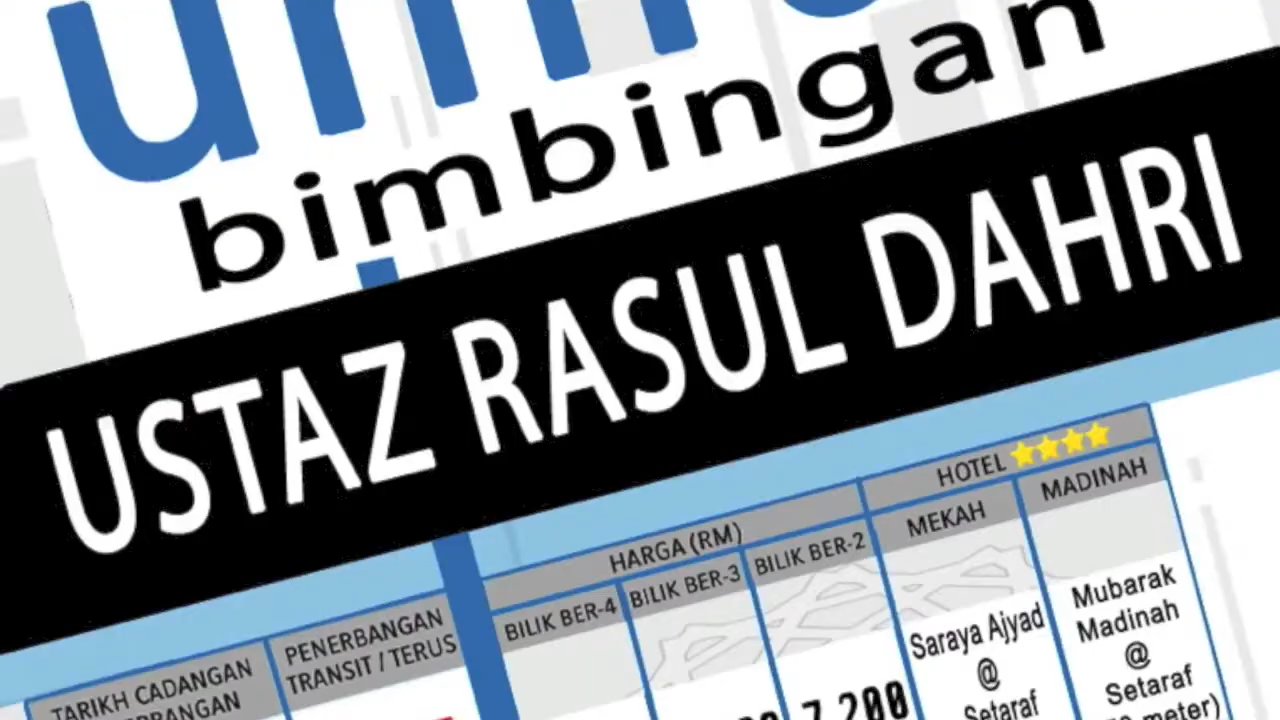 bimbingan
USTAZ RASUL DAHRI
HOTEL
HARGA (RM)
MEKAH
MADINAH
BILIK BER-4
BILIK BER-3
BILIK BER-2
PENERBANGAN
TRANSIT / TERUS
TARIKH CADANGAN
Saraya Ajyad
@
Setaraf
Mubarak
Madinah
@
Setaraf
meter)
7,200